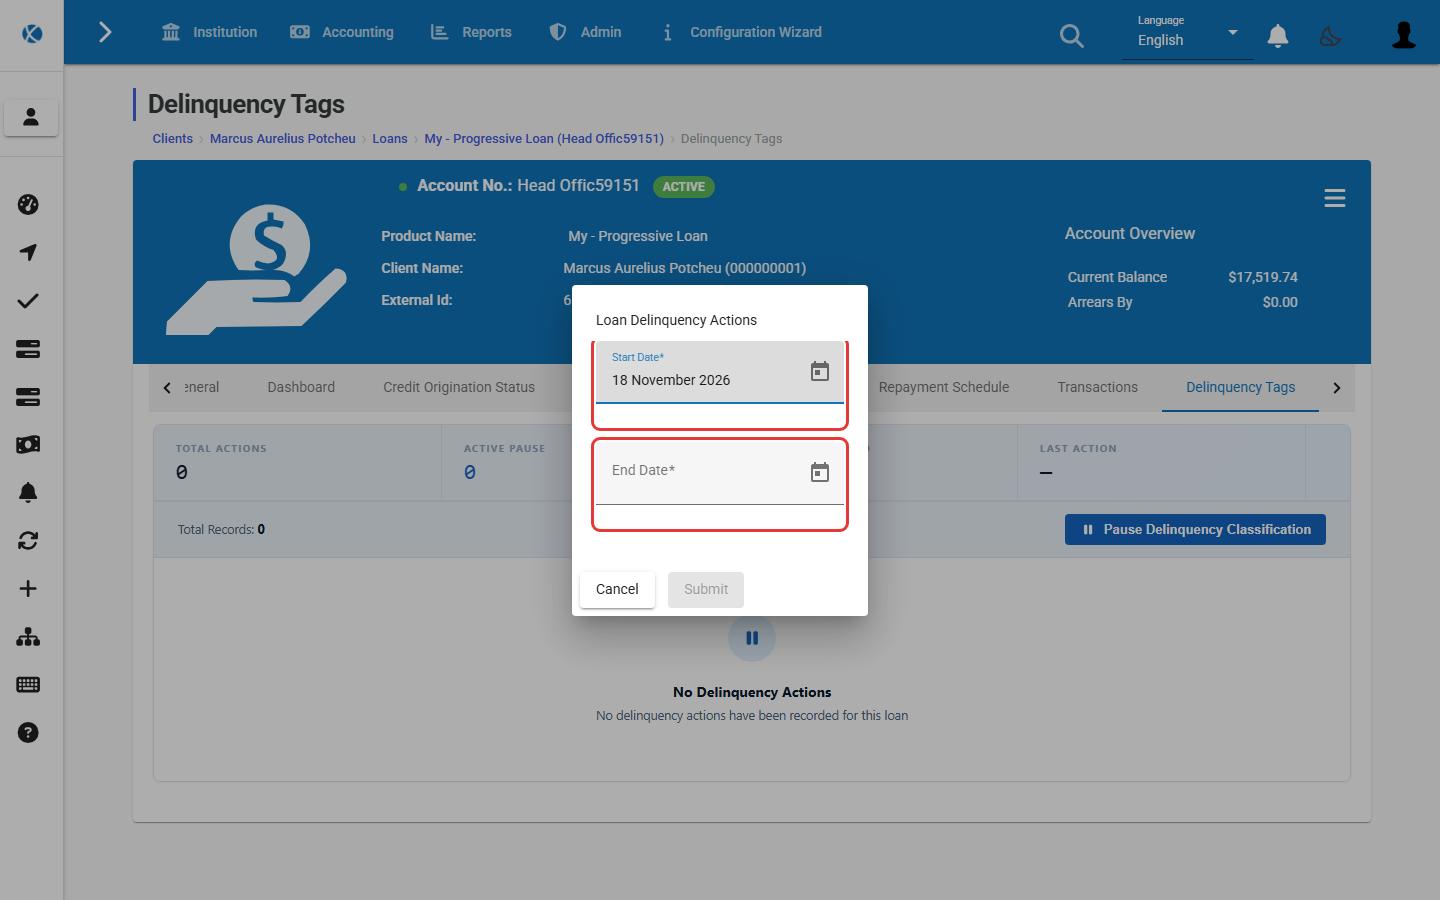 Institution
Accounting
Reports
Admin
Configuration Wizard
Language
English
Delinquency Tags
Clients › Marcus Aurelius Potcheu › Loans › My - Progressive Loan (Head Offic59151) › Delinquency Tags
Account No.: Head Offic59151 ACTIVE
Product Name: My - Progressive Loan
Client Name: Marcus Aurelius Potcheu (000000001)
External Id: 6
Account Overview
Current Balance $17,519.74
Arrears By $0.00
Loan Delinquency Actions
Start Date*
18 November 2026
End Date*
Cancel
Submit
eneral
Dashboard
Credit Origination Status
Repayment Schedule
Transactions
Delinquency Tags
TOTAL ACTIONS
0
ACTIVE PAUSE
0
LAST ACTION
—
Total Records: 0
Pause Delinquency Classification
No Delinquency Actions
No delinquency actions have been recorded for this loan